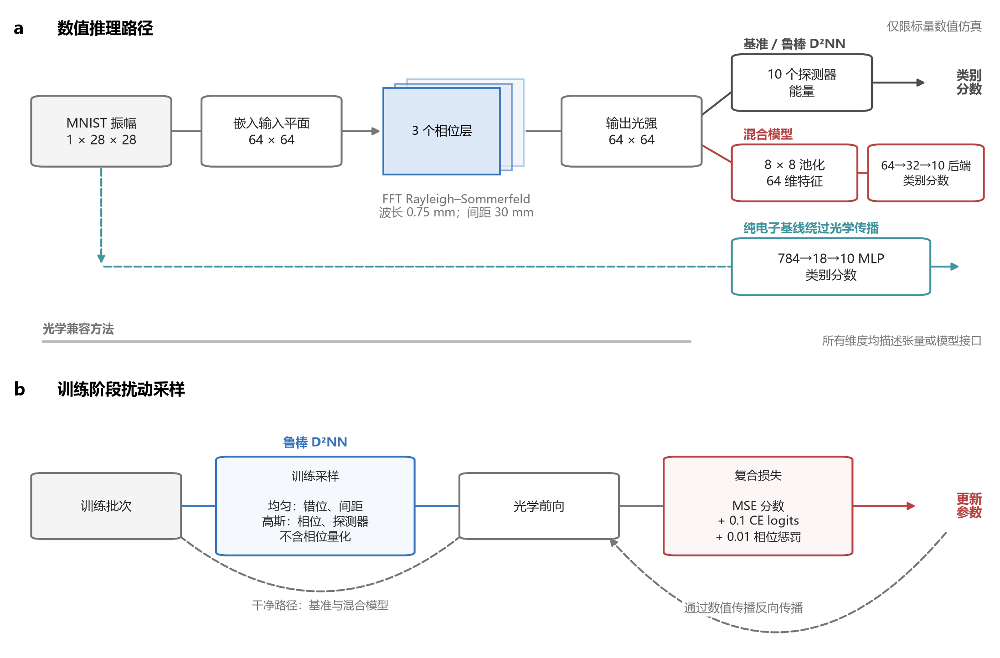 a 数值推理路径
仅限标量数值仿真
基准 / 鲁棒 D²NN
10 个探测器
能量
类别
分数
MNIST 振幅
1 × 28 × 28
嵌入输入平面
64 × 64
3 个相位层
输出光强
64 × 64
混合模型
8 × 8 池化
64 维特征
64→32→10 后端
类别分数
FFT Rayleigh–Sommerfeld
波长 0.75 mm；间距 30 mm
纯电子基线绕过光学传播
784→18→10 MLP
类别分数
光学兼容方法
所有维度均描述张量或模型接口
b 训练阶段扰动采样
鲁棒 D²NN
训练批次
训练采样
均匀：错位、间距
高斯：相位、探测器
不含相位量化
光学前向
复合损失
MSE 分数
+ 0.1 CE logits
+ 0.01 相位惩罚
更新
参数
干净路径：基准与混合模型
通过数值传播反向传播